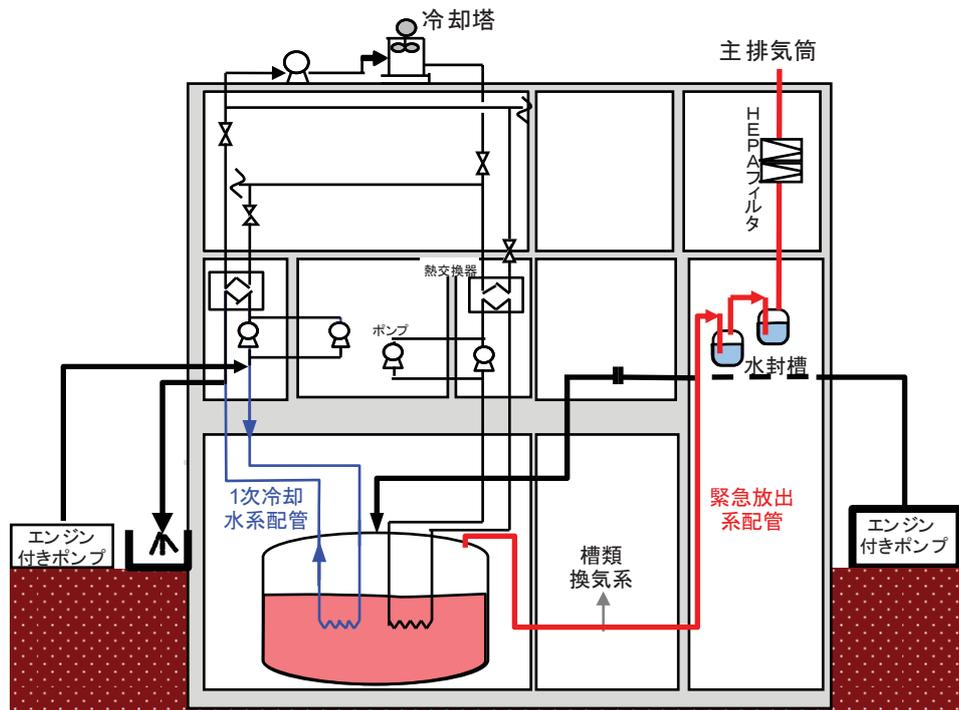 冷却塔
主排気筒
HEPAフィルタ
熱交換器
ポンプ
水封槽
1次冷却
水系配管
緊急放出
系配管
エンジン
付きポンプ
槽類
換気系
エンジン
付きポンプ